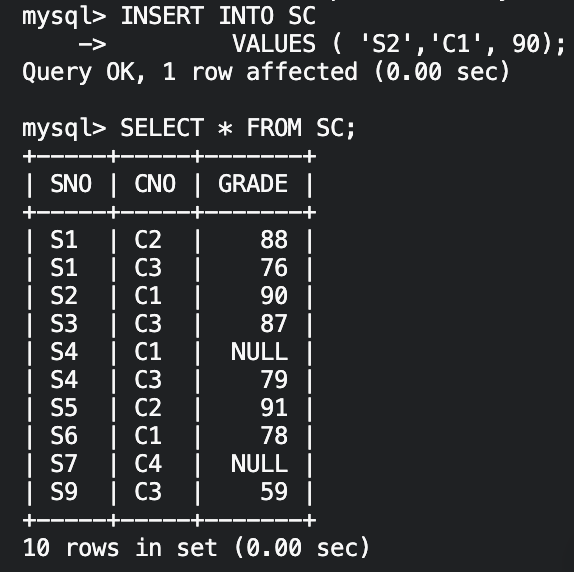 mysql> INSERT INTO SC
    ->         VALUES ( 'S2','C1', 90);
Query OK, 1 row affected (0.00 sec)
mysql> SELECT * FROM SC;
+-----+-----+-------+
| SNO | CNO | GRADE |
+-----+-----+-------+
| S1  | C2  |    88 |
| S1  | C3  |    76 |
| S2  | C1  |    90 |
| S3  | C3  |    87 |
| S4  | C1  |  NULL |
| S4  | C3  |    79 |
| S5  | C2  |    91 |
| S6  | C1  |    78 |
| S7  | C4  |  NULL |
| S9  | C3  |    59 |
+-----+-----+-------+
10 rows in set (0.00 sec)